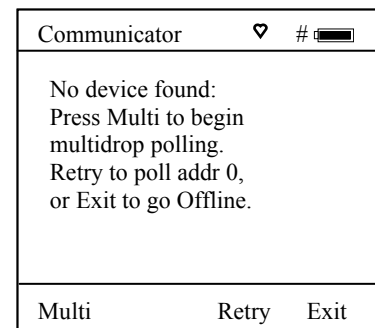 Communicator ♥ #
No device found:
Press Multi to begin
multidrop polling.
Retry to poll addr 0,
or Exit to go Offline.
Multi Retry Exit